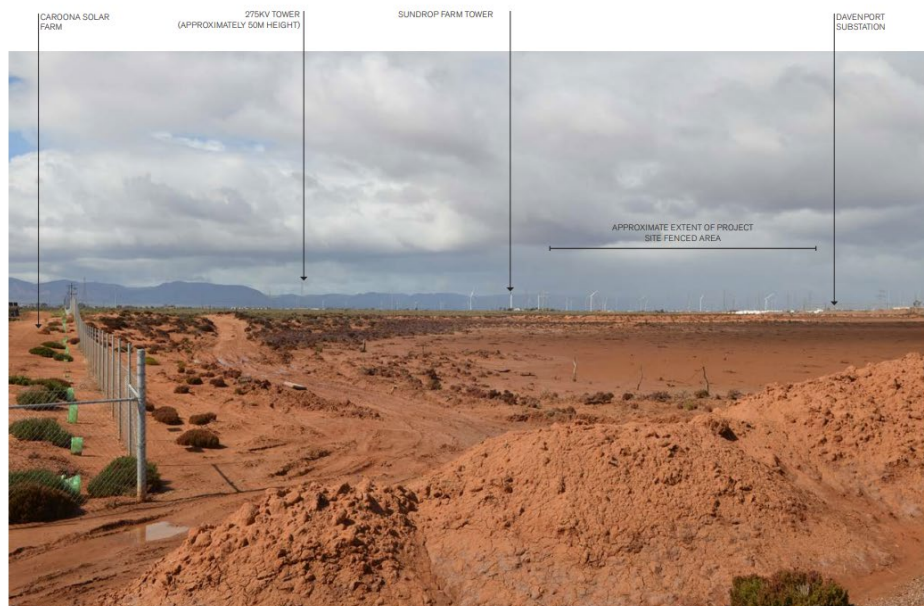 CAROONA SOLAR
FARM
275KV TOWER
(APPROXIMATELY 50M HEIGHT)
SUNDROP FARM TOWER
DAVENPORT
SUBSTATION
APPROXIMATE EXTENT OF PROJECT
SITE FENCED AREA